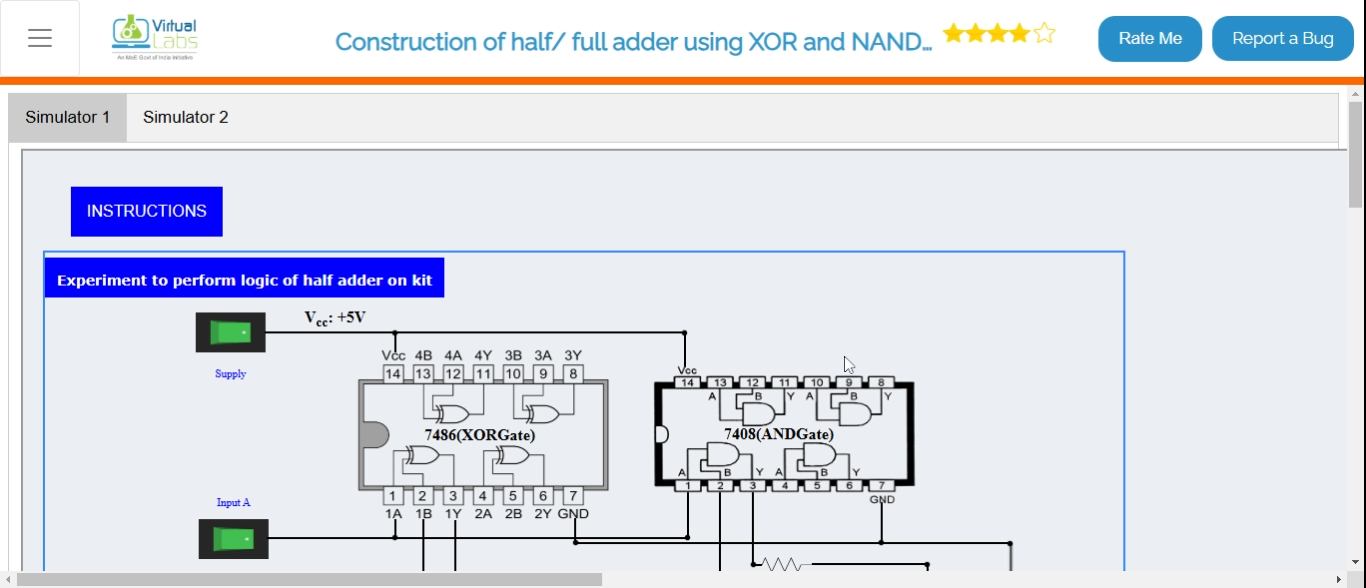 Virtual
Labs
An MoE Govt of India Initiative
Construction of half/ full adder using XOR and NAND...
Rate Me
Report a Bug
Simulator 1
Simulator 2
INSTRUCTIONS
Experiment to perform logic of half adder on kit
Vcc: +5V
Supply
Vcc 4B 4A 4Y 3B 3A 3Y
14 13 12 11 10 9 8
7486(XORGate)
1 2 3 4 5 6 7
1A 1B 1Y 2A 2B 2Y GND
Vcc
14 13 12 11 10 9 8
A B Y A B Y
7408(ANDGate)
A B Y A B Y
1 2 3 4 5 6 7
GND
Input A